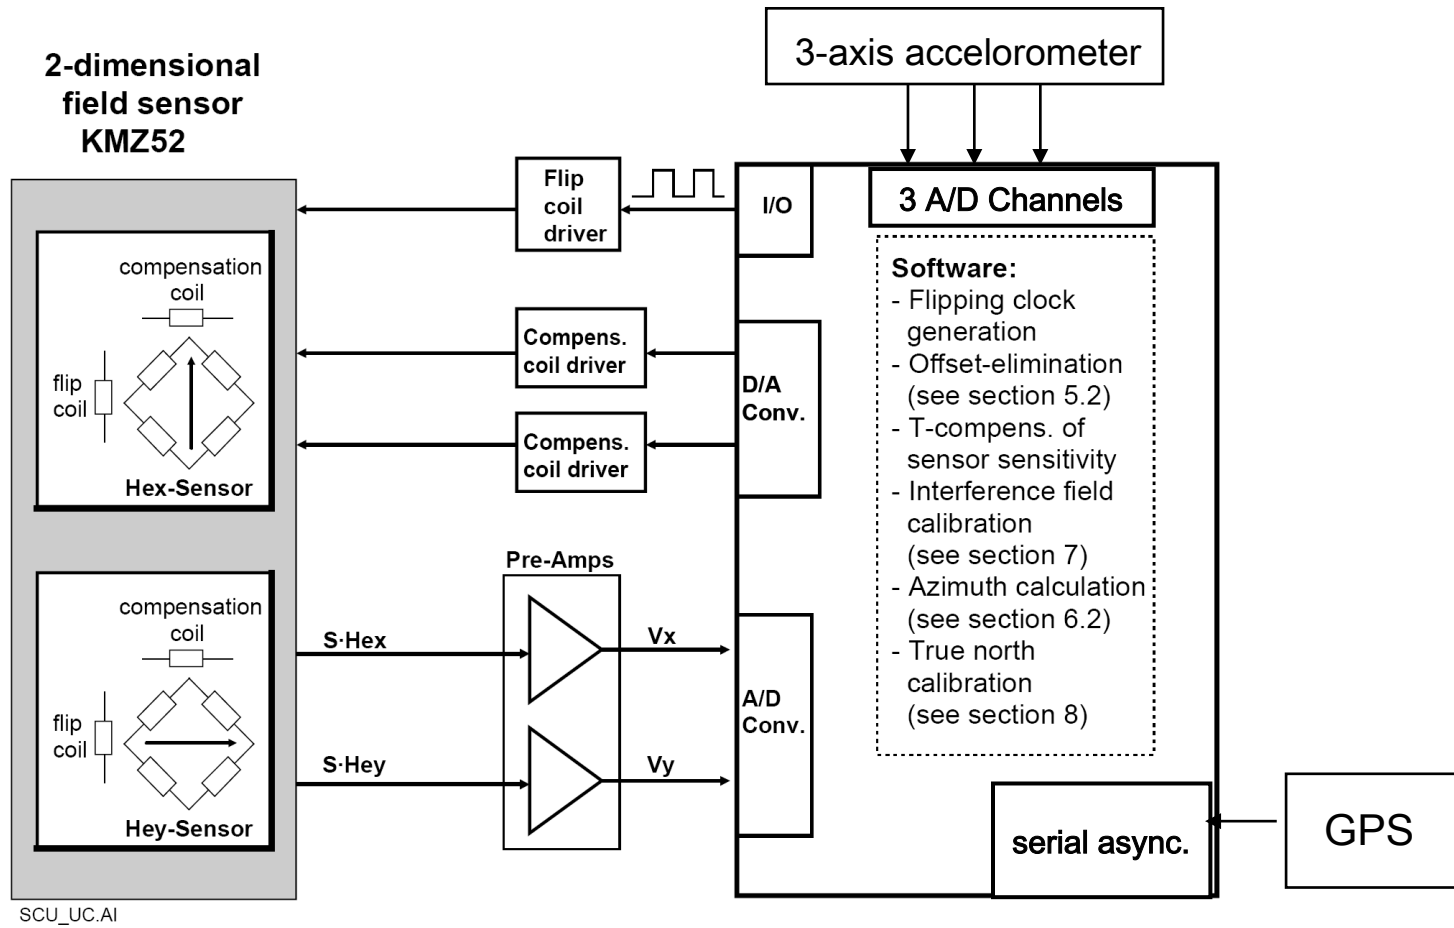 3-axis accelorometer
2-dimensional
field sensor
KMZ52
Flip
coil
driver
I/O
3 A/D Channels
compensation
coil
flip
coil
Hex-Sensor
Compens.
coil driver
Compens.
coil driver
D/A
Conv.
Software:
- Flipping clock
generation
- Offset-elimination
(see section 5.2)
- T-compens. of
sensor sensitivity
- Interference field
calibration
(see section 7)
- Azimuth calculation
(see section 6.2)
- True north
calibration
(see section 8)
compensation
coil
flip
coil
Hey-Sensor
Pre-Amps
S·Hex
Vx
S·Hey
Vy
A/D
Conv.
serial async.
GPS
SCU_UC.AI